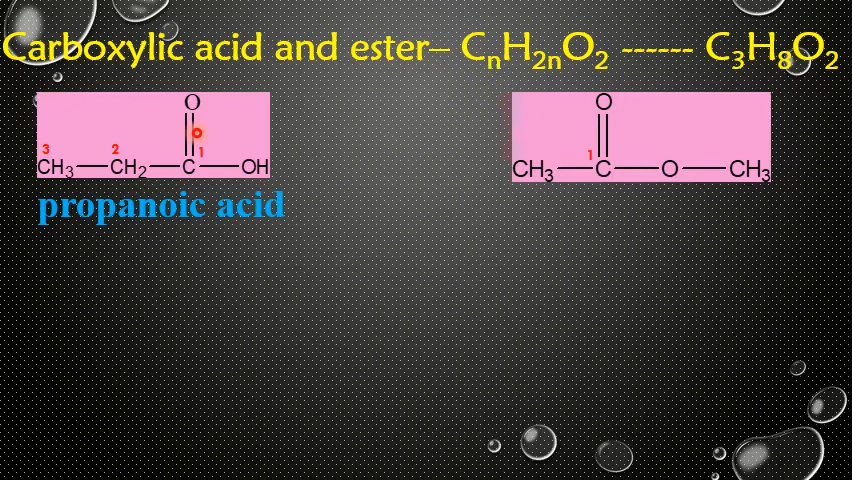 Carboxylic acid and ester– CnH2nO2 ------ C3H8O2
O
3 2 1
CH3 CH2 C OH
propanoic acid
O
1
CH3 C O CH3